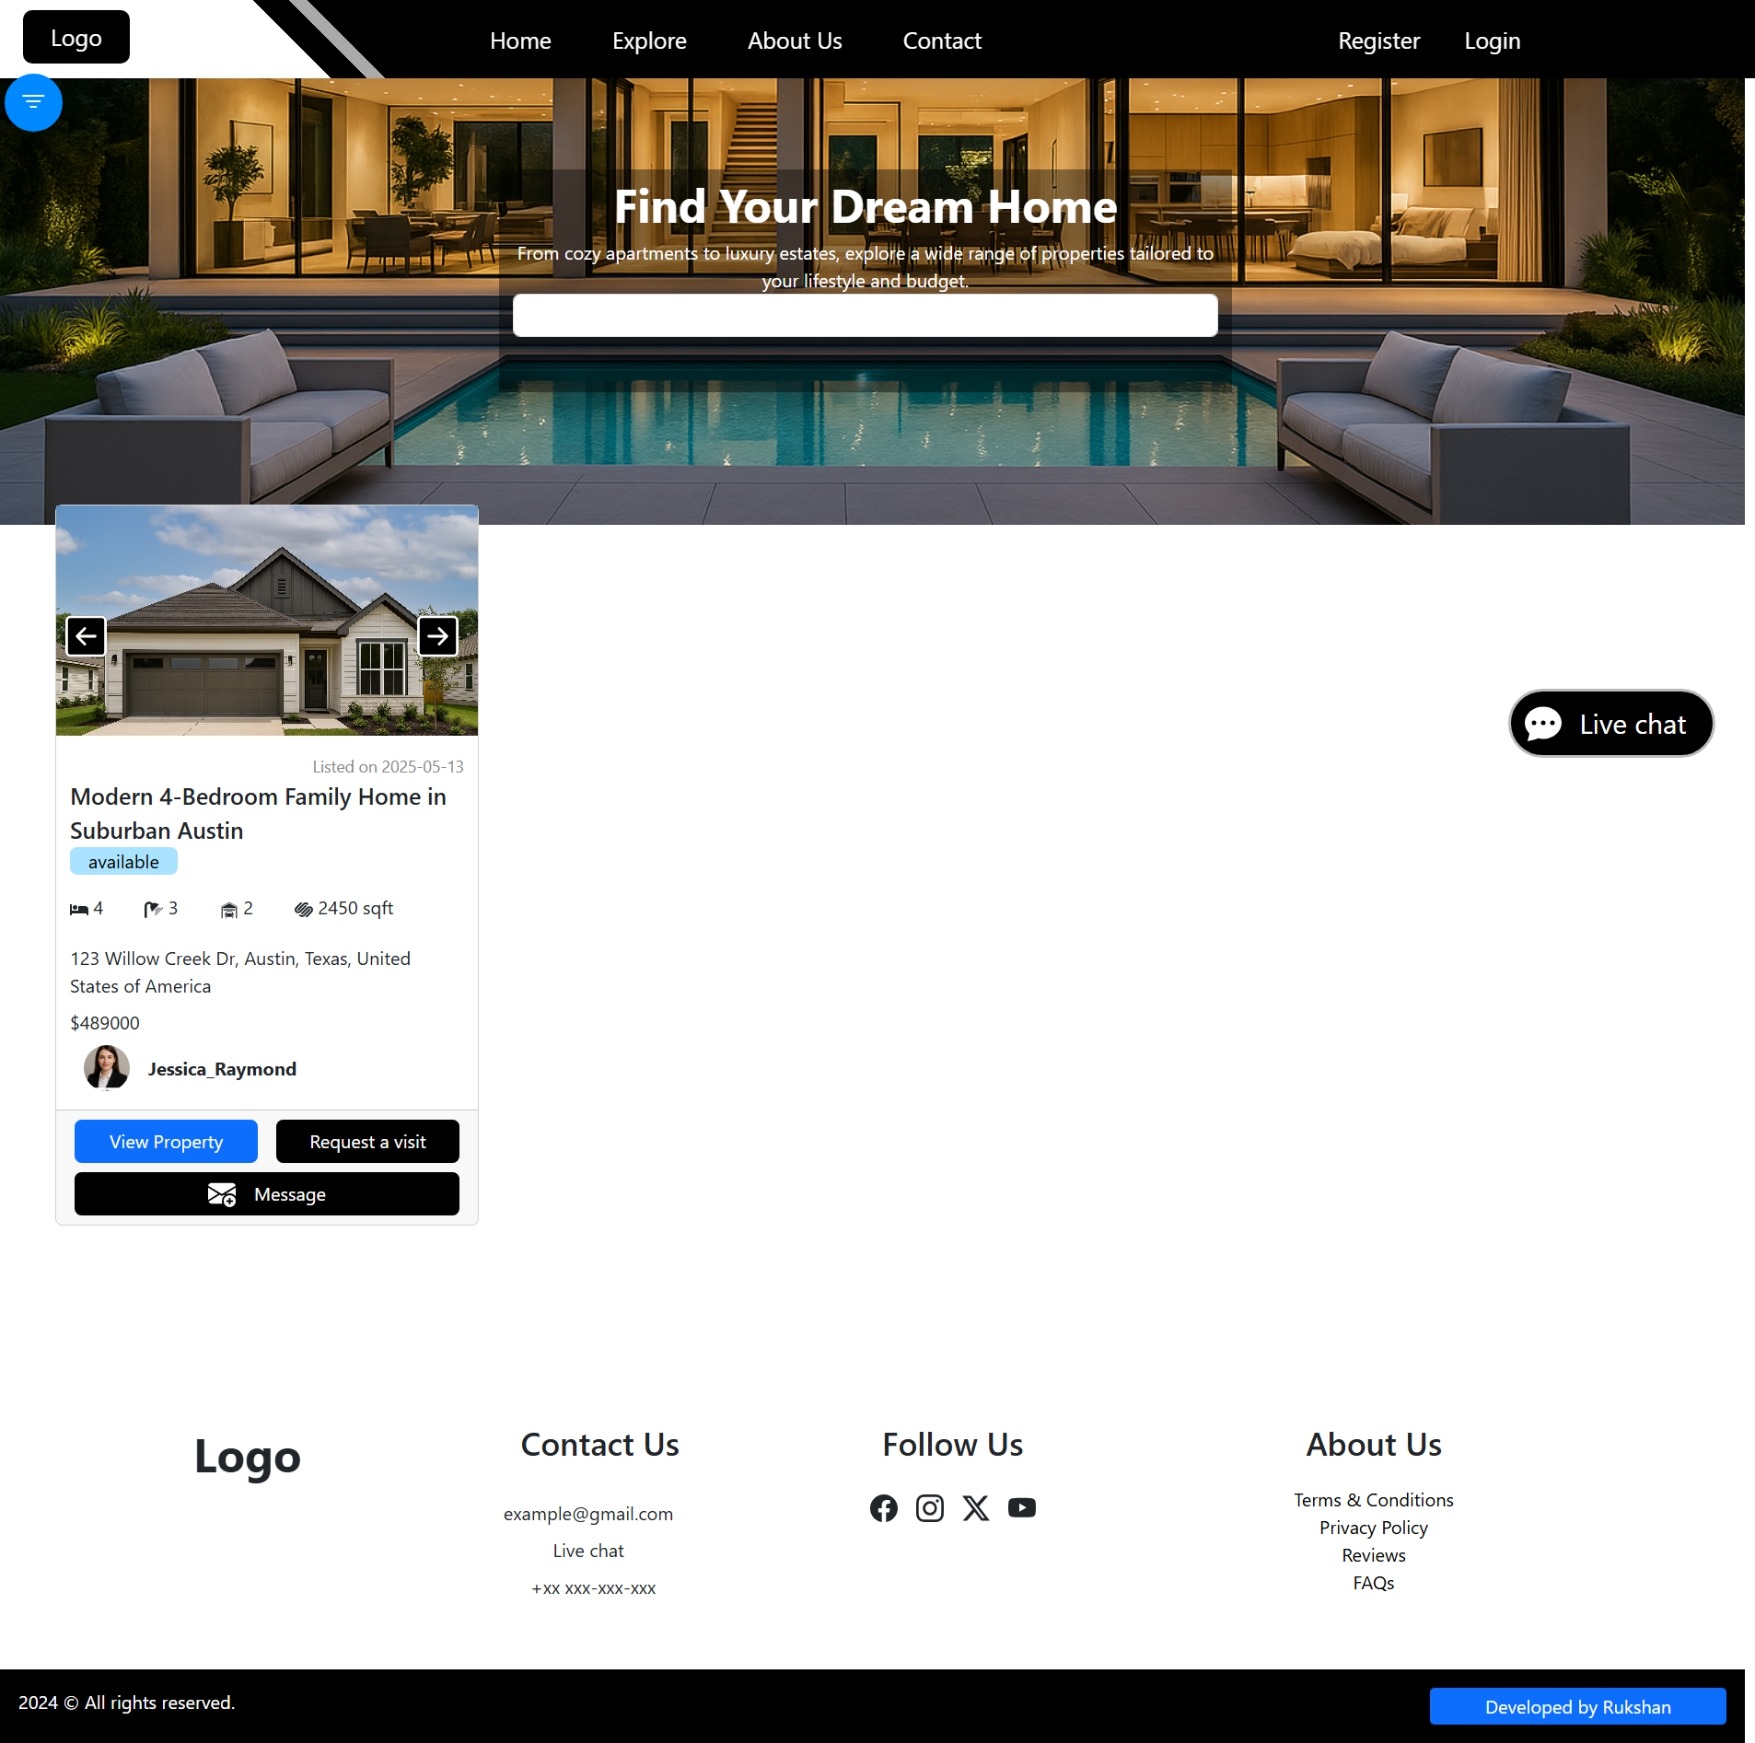 Logo
Home Explore About Us Contact Register Login
Find Your Dream Home
From cozy apartments to luxury estates, explore a wide range of properties tailored to
your lifestyle and budget.
Listed on 2025-05-13
Modern 4-Bedroom Family Home in
Suburban Austin
available
4 3 2 2450 sqft
123 Willow Creek Dr, Austin, Texas, United
States of America
$489000
Jessica_Raymond
View Property Request a visit
Message
Live chat
Logo
Contact Us
example@gmail.com
Live chat
+xx xxx-xxx-xxx
Follow Us
About Us
Terms & Conditions
Privacy Policy
Reviews
FAQs
2024 © All rights reserved.
Developed by Rukshan